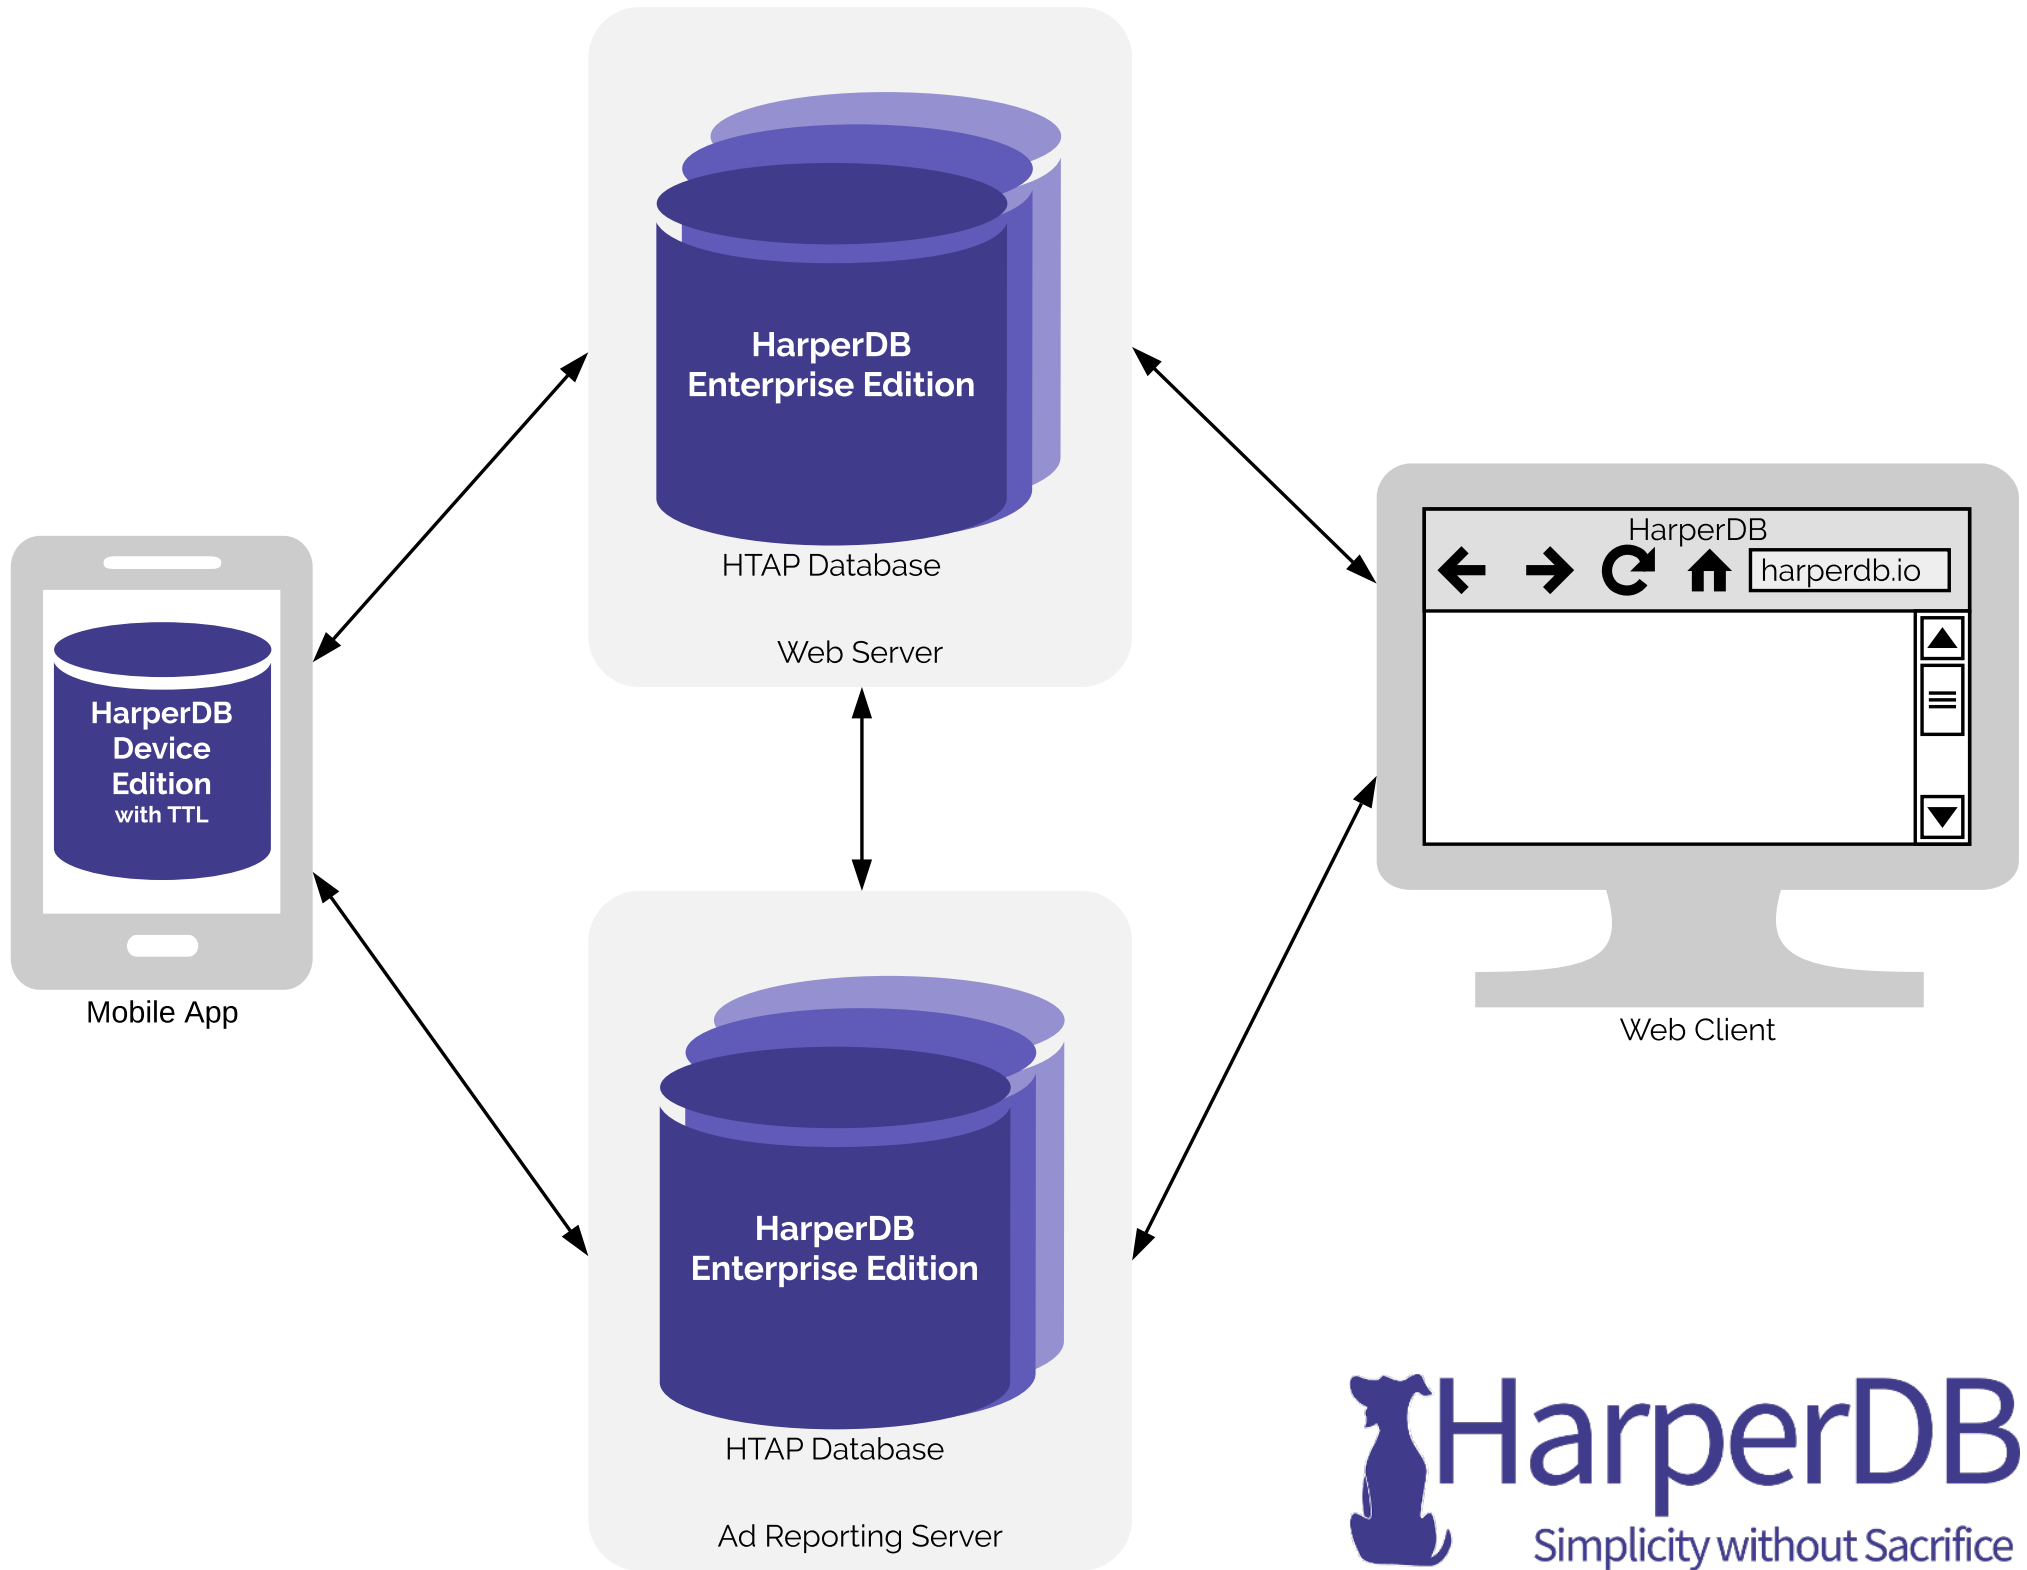 HarperDB
Enterprise Edition
HTAP Database
Web Server
HarperDB
Device
Edition
with TTL
Mobile App
HarperDB
harperdb.io
Web Client
HarperDB
Enterprise Edition
HTAP Database
Ad Reporting Server
HarperDB
Simplicity without Sacrifice